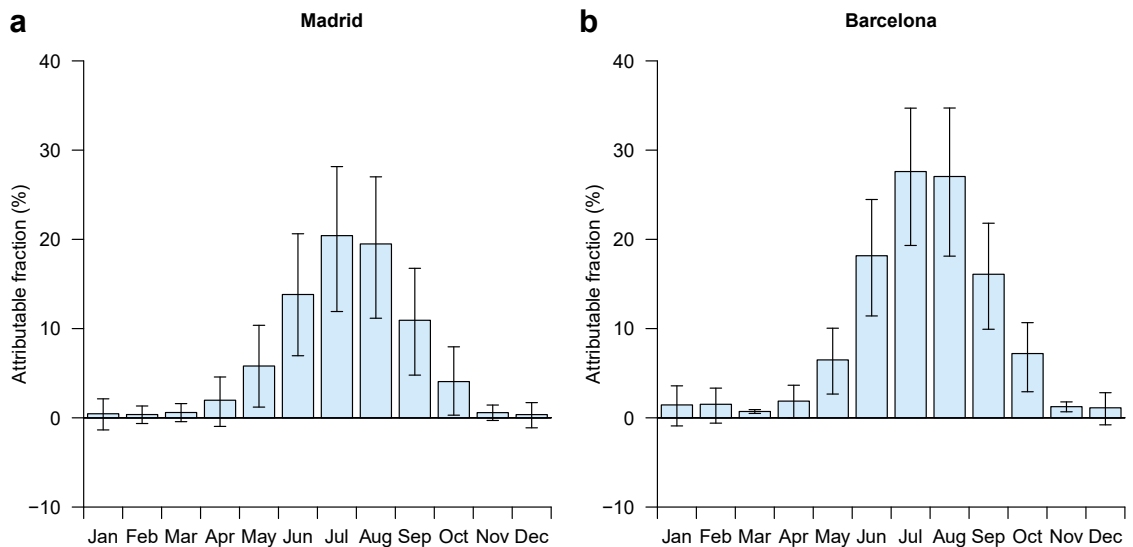 a
Madrid
Attributable fraction (%)
40
30
20
10
0
−10
Jan Feb Mar Apr May Jun Jul Aug Sep Oct Nov Dec
b
Barcelona
Attributable fraction (%)
40
30
20
10
0
−10
Jan Feb Mar Apr May Jun Jul Aug Sep Oct Nov Dec